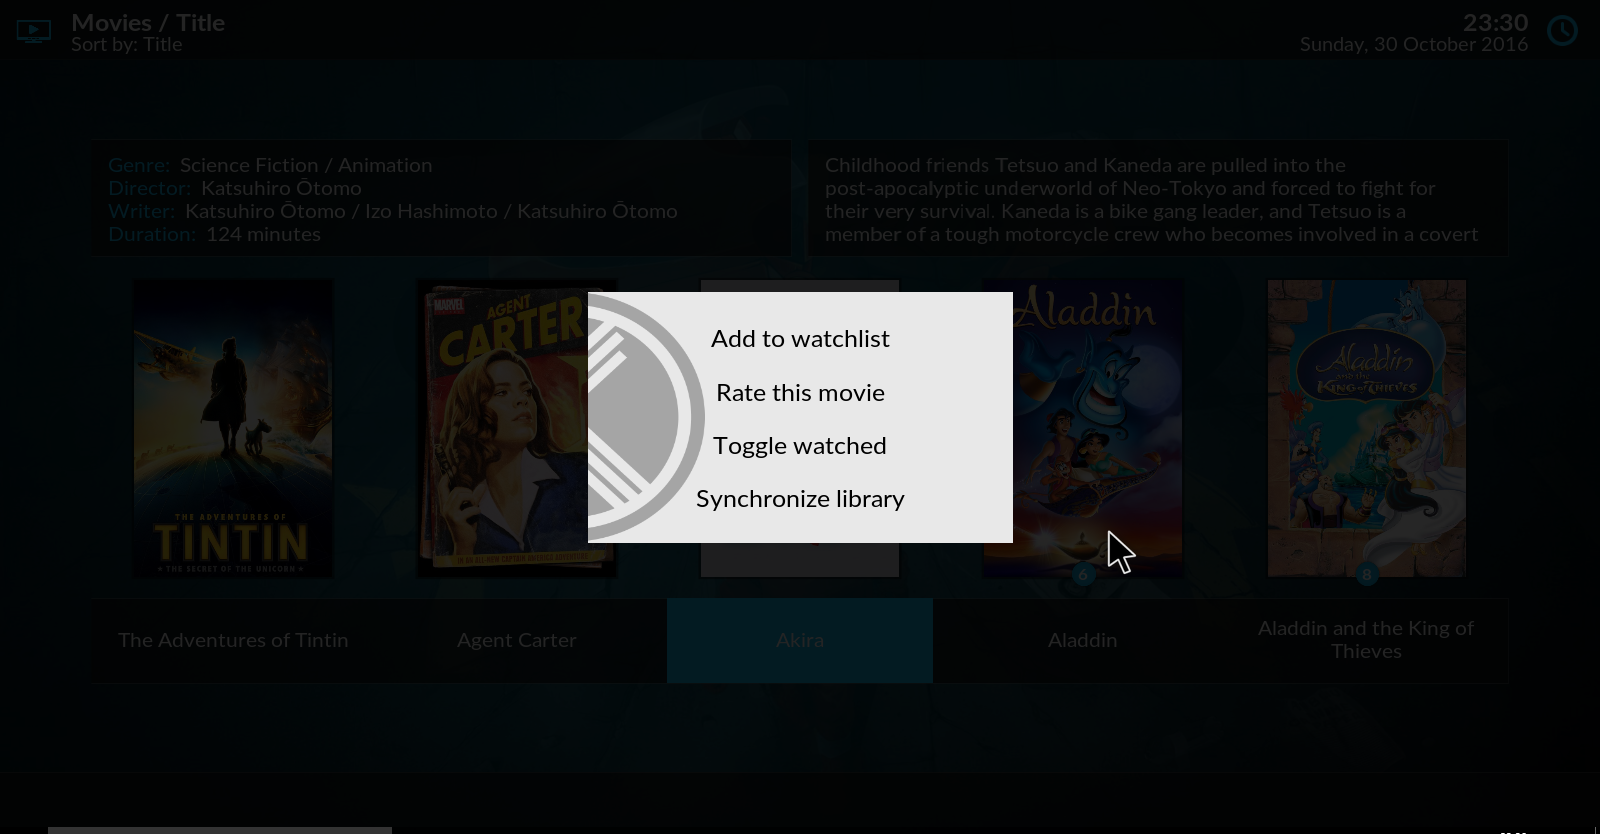 Movies / Title
Sort by: Title
23:30
Sunday, 30 October 2016
Genre: Science Fiction / Animation
Director: Katsuhiro Ōtomo
Writer: Katsuhiro Ōtomo / Izo Hashimoto / Katsuhiro Ōtomo
Duration: 124 minutes
Childhood friends Tetsuo and Kaneda are pulled into the
post-apocalyptic underworld of Neo-Tokyo and forced to fight for
their very survival. Kaneda is a bike gang leader, and Tetsuo is a
member of a tough motorcycle crew who becomes involved in a covert
THE ADVENTURES OF
TINTIN
THE SECRET OF THE UNICORN
MARVEL
AGENT
CARTER
Add to watchlist
Rate this movie
Toggle watched
Synchronize library
Aladdin
6
Aladdin
AND THE
KING OF THIEVES
8
The Adventures of Tintin
Agent Carter
Akira
Aladdin
Aladdin and the King of
Thieves